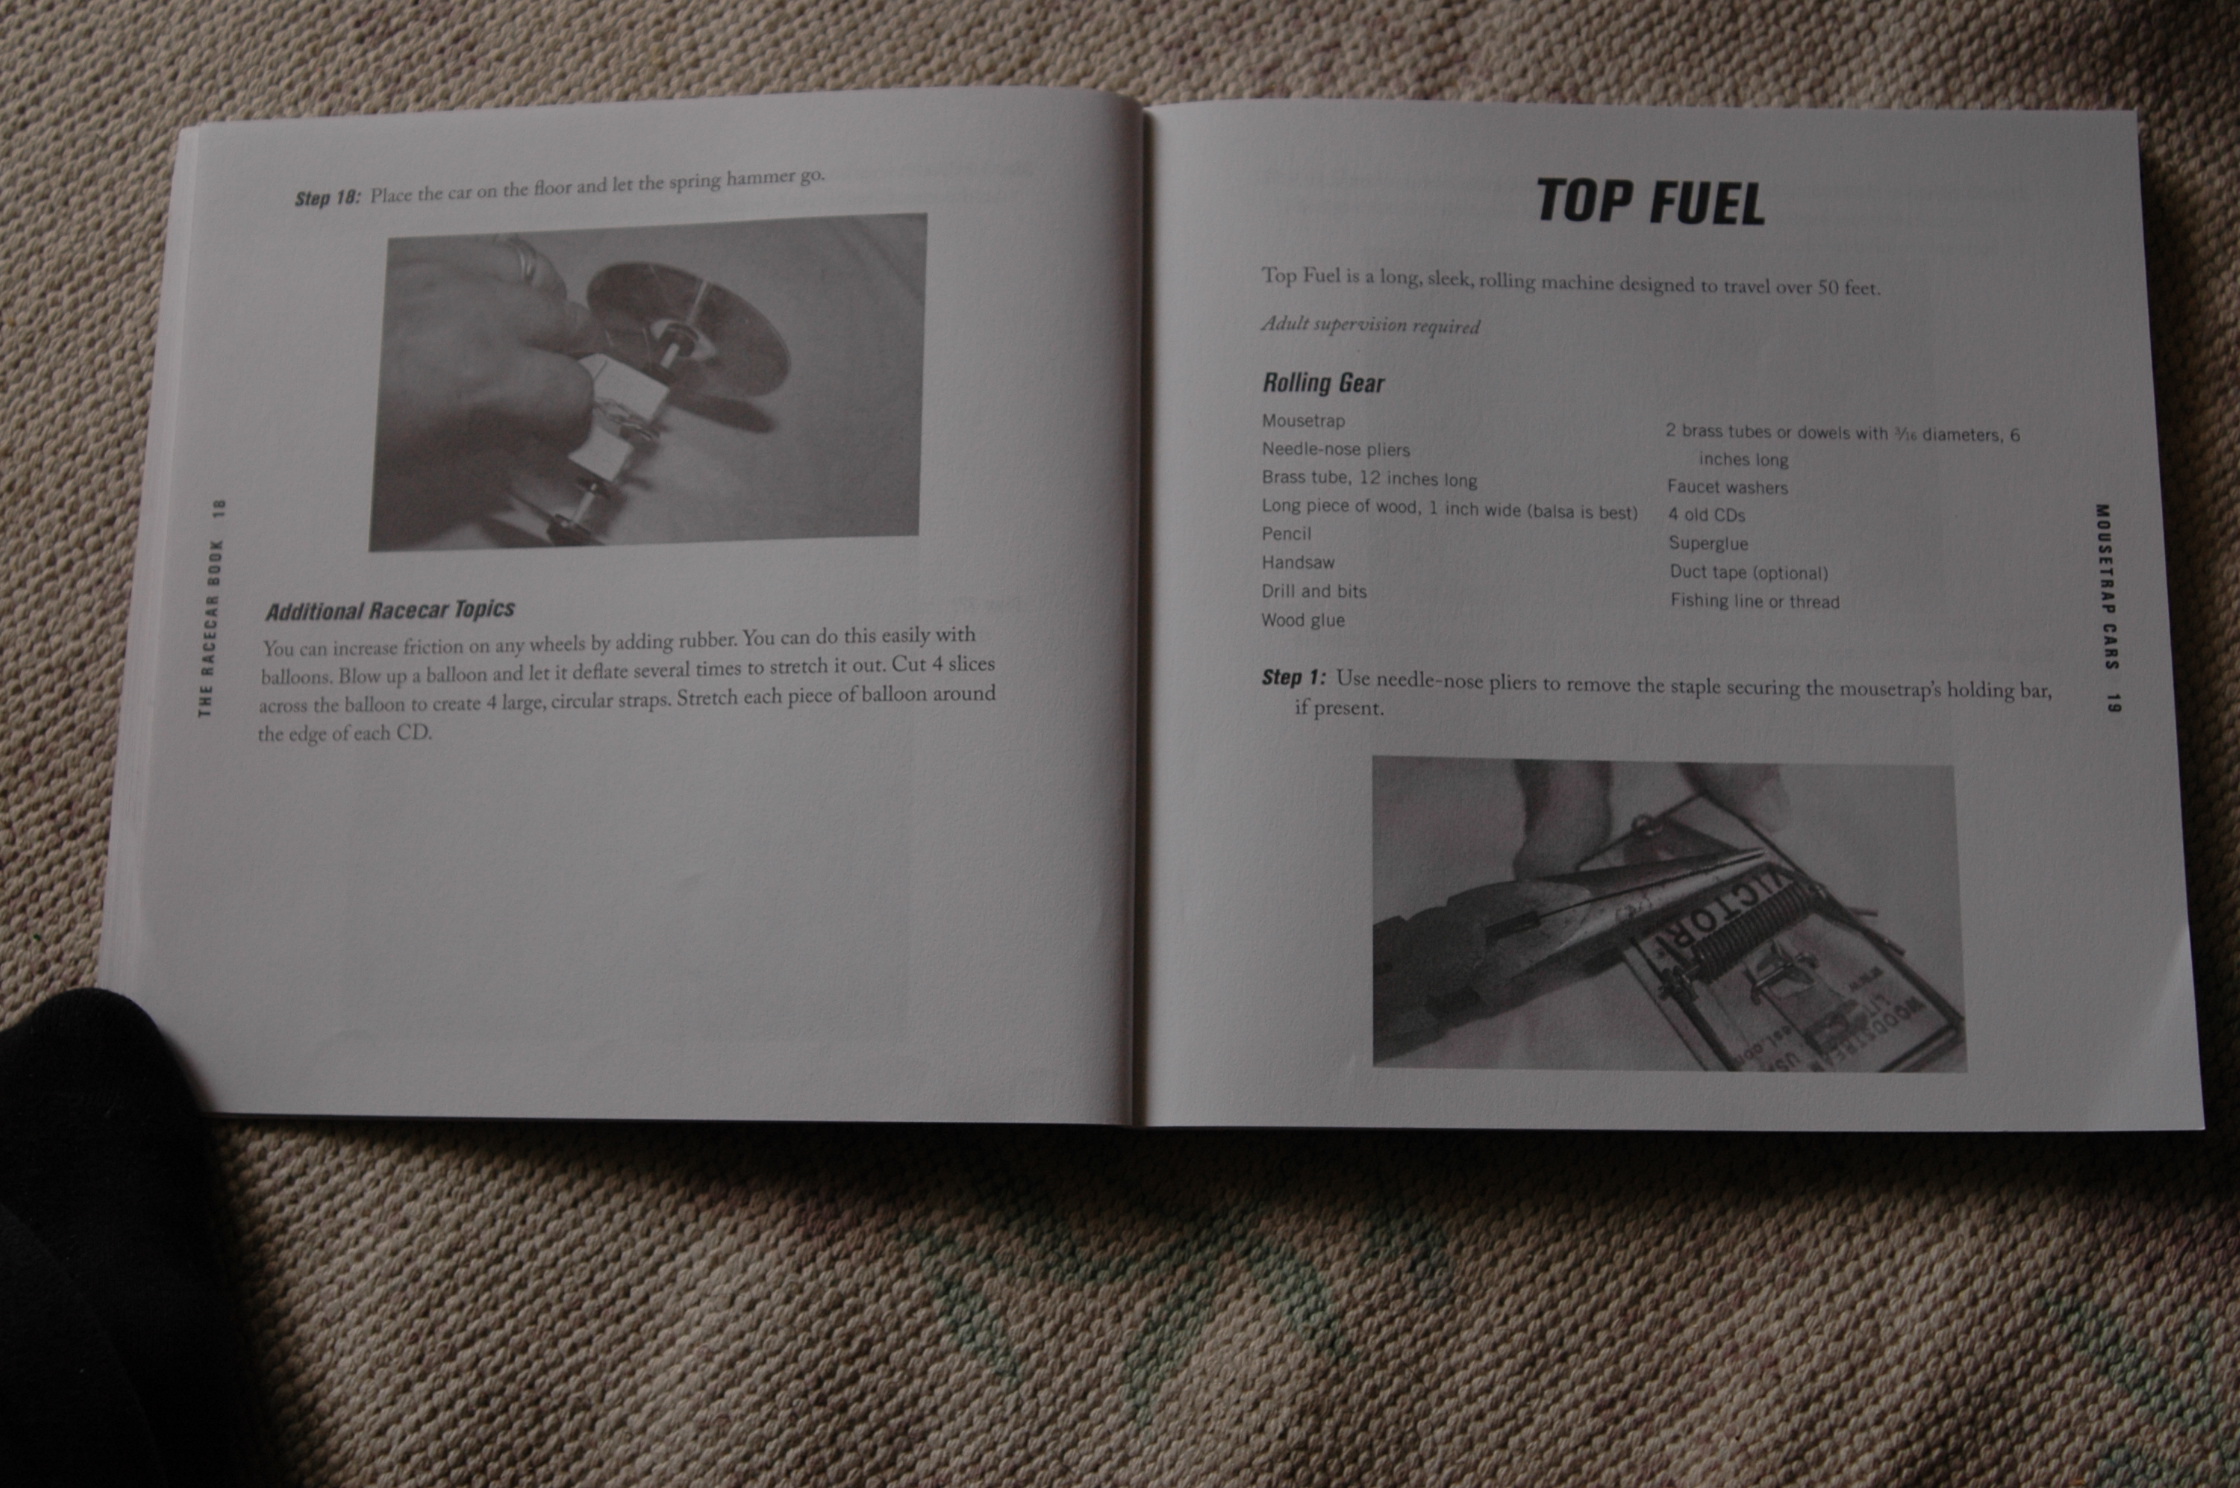 Step 18: Place the car on the floor and let the spring hammer go.
Additional Racecar Topics
You can increase friction on any wheels by adding rubber. You can do this easily with
balloons. Blow up a balloon and let it deflate several times to stretch it out. Cut 4 slices
across the balloon to create 4 large, circular straps. Stretch each piece of balloon around
the edge of each CD.
THE RACECAR BOOK 18
TOP FUEL
Top Fuel is a long, sleek, rolling machine designed to travel over 50 feet.
Adult supervision required
Rolling Gear
Mousetrap
Needle-nose pliers
Brass tube, 12 inches long
Long piece of wood, 1 inch wide (balsa is best)
Pencil
Handsaw
Drill and bits
Wood glue
2 brass tubes or dowels with 3/16 diameters, 6
inches long
Faucet washers
4 old CDs
Superglue
Duct tape (optional)
Fishing line or thread
Step 1: Use needle-nose pliers to remove the staple securing the mousetrap's holding bar,
if present.
VICTOR
WOODSTREAM
LIT
www
USA
MOUSETRAP CARS 19